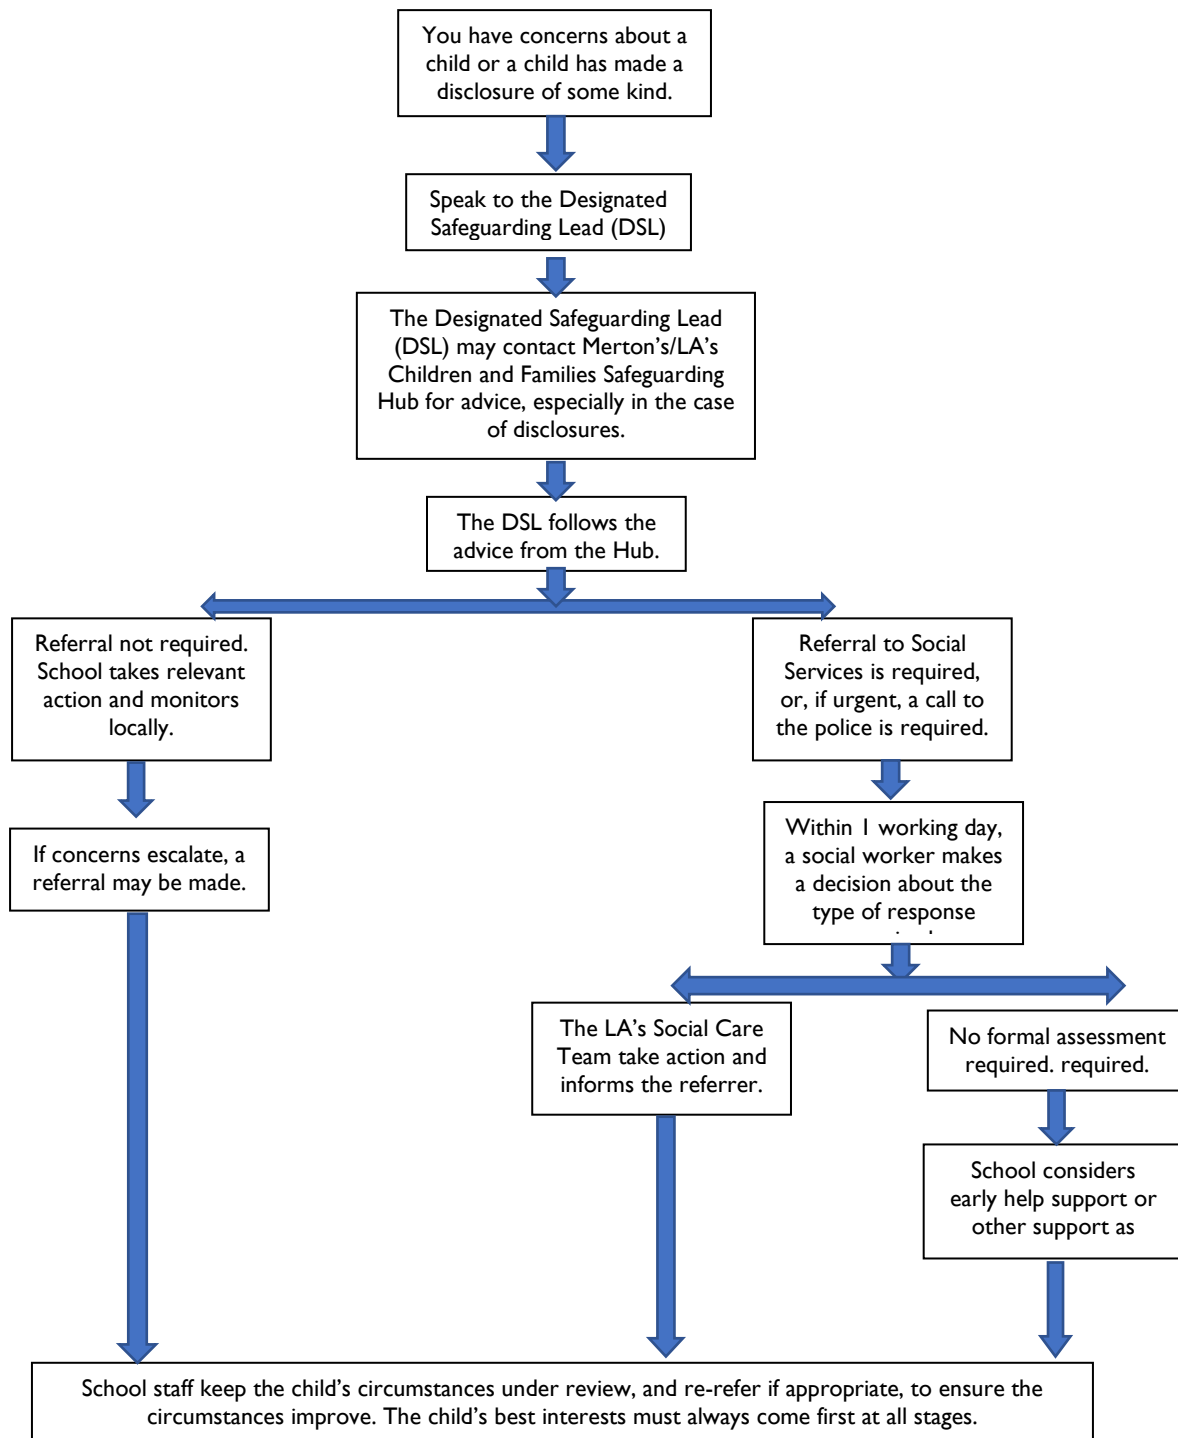 You have concerns about a
child or a child has made a
disclosure of some kind.
Speak to the Designated
Safeguarding Lead (DSL)
The Designated Safeguarding Lead
(DSL) may contact Merton’s/LA’s
Children and Families Safeguarding
Hub for advice, especially in the case
of disclosures.
The DSL follows the
advice from the Hub.
Referral not required.
School takes relevant
action and monitors
locally.
If concerns escalate, a
referral may be made.
Referral to Social
Services is required,
or, if urgent, a call to
the police is required.
Within 1 working day,
a social worker makes
a decision about the
type of response
The LA’s Social Care
Team take action and
informs the referrer.
No formal assessment
required. required.
School considers
early help support or
other support as
School staff keep the child’s circumstances under review, and re-refer if appropriate, to ensure the
circumstances improve. The child’s best interests must always come first at all stages.